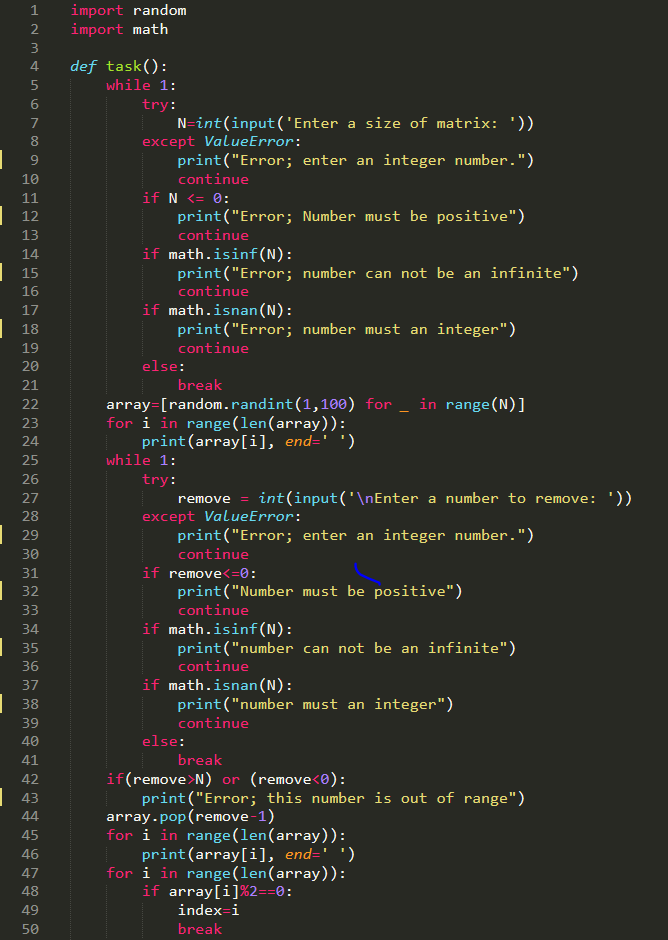 1 import random
2 import math
3
4 def task():
5     while 1:
6         try:
7             N=int(input('Enter a size of matrix: '))
8         except ValueError:
9             print("Error; enter an integer number.")
10             continue
11         if N <= 0:
12             print("Error; Number must be positive")
13             continue
14         if math.isinf(N):
15             print("Error; number can not be an infinite")
16             continue
17         if math.isnan(N):
18             print("Error; number must an integer")
19             continue
20         else:
21             break
22     array=[random.randint(1,100) for _ in range(N)]
23     for i in range(len(array)):
24         print(array[i], end=' ')
25     while 1:
26         try:
27             remove = int(input('\nEnter a number to remove: '))
28         except ValueError:
29             print("Error; enter an integer number.")
30             continue
31         if remove<=0:
32             print("Number must be positive")
33             continue
34         if math.isinf(N):
35             print("number can not be an infinite")
36             continue
37         if math.isnan(N):
38             print("number must an integer")
39             continue
40         else:
41             break
42     if(remove>N) or (remove<0):
43         print("Error; this number is out of range")
44     array.pop(remove-1)
45     for i in range(len(array)):
46         print(array[i], end=' ')
47     for i in range(len(array)):
48         if array[i]%2==0:
49             index=i
50             break